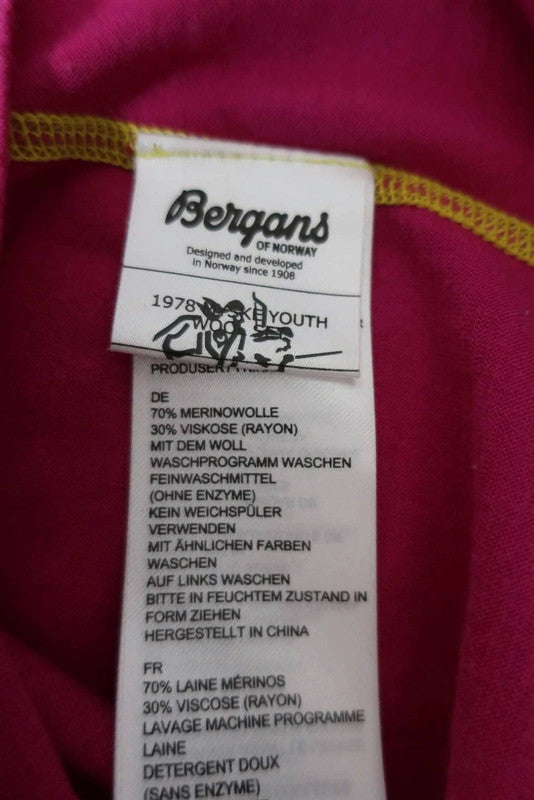 Bergans
OF NORWAY
Designed and developed
in Norway since 1908
1978 YOUTH
DE
70% MERINOWOLLE
30% VISKOSE (RAYON)
MIT DEM WOLL
WASCHPROGRAMM WASCHEN
FEINWASCHMITTEL
(OHNE ENZYME)
KEIN WEICHSPÜLER
VERWENDEN
MIT ÄHNLICHEN FARBEN
WASCHEN
AUF LINKS WASCHEN
BITTE IN FEUCHTEM ZUSTAND IN
FORM ZIEHEN
HERGESTELLT IN CHINA
FR
70% LAINE MÉRINOS
30% VISCOSE (RAYON)
LAVAGE MACHINE PROGRAMME
LAINE
DETERGENT DOUX
(SANS ENZYME)